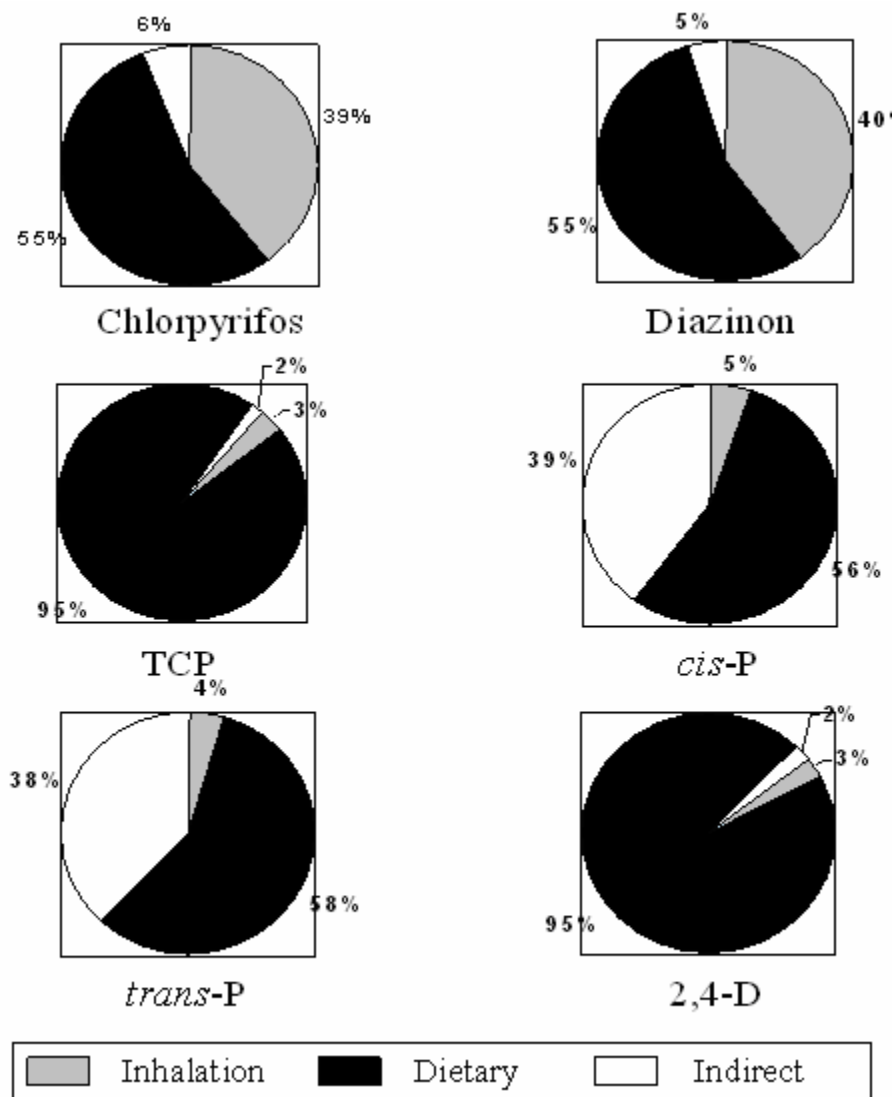 6%
39%
55%
Chlorpyrifos
5%
40%
55%
Diazinon
2%
3%
95%
TCP
5%
39%
56%
cis-P
4%
38%
58%
trans-P
2%
3%
95%
2,4-D
Inhalation Dietary Indirect